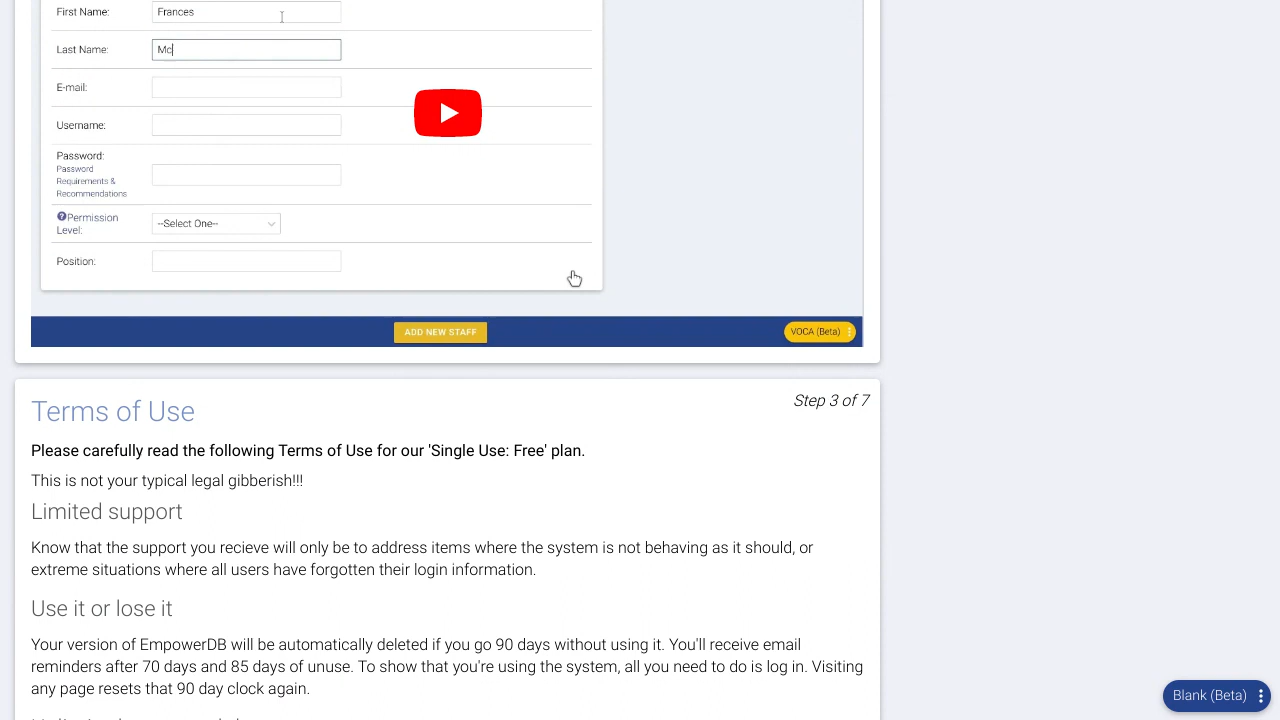 First Name: Frances
Last Name: Mc
E-mail:
Username:
Password:
Password
Requirements &
Recommendations
Permission
Level: --Select One--
Position:
ADD NEW STAFF
VOCA (Beta)
Terms of Use
Step 3 of 7
Please carefully read the following Terms of Use for our 'Single Use: Free' plan.
This is not your typical legal gibberish!!!
Limited support
Know that the support you recieve will only be to address items where the system is not behaving as it should, or
extreme situations where all users have forgotten their login information.
Use it or lose it
Your version of EmpowerDB will be automatically deleted if you go 90 days without using it. You'll receive email
reminders after 70 days and 85 days of unuse. To show that you're using the system, all you need to do is log in. Visiting
any page resets that 90 day clock again.
Blank (Beta)